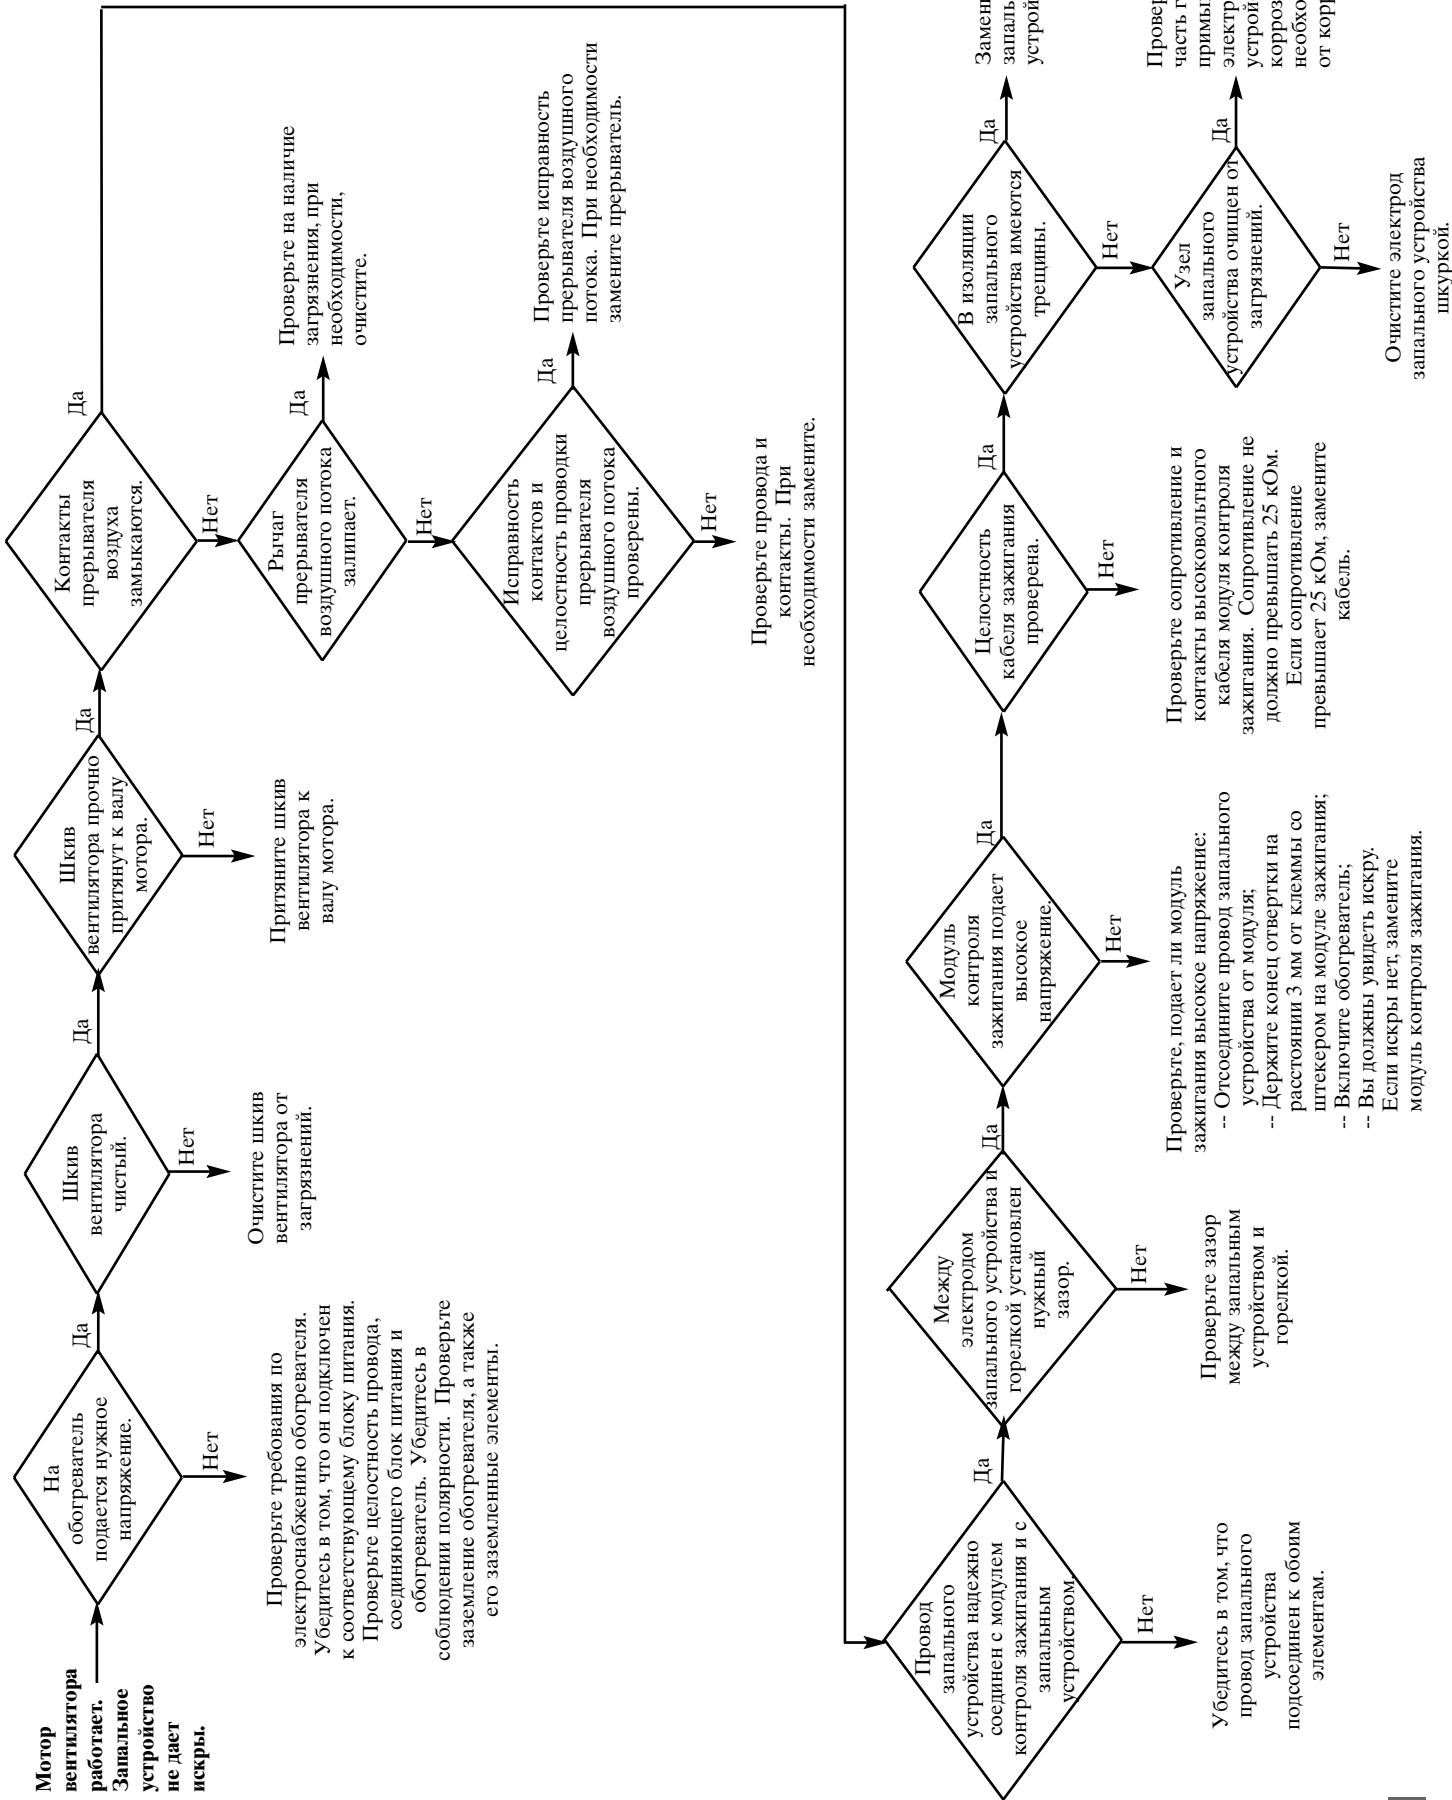 Мотор
вентилятора
работает.
Запальное
устройство
не дает
искры.
На
обогреватель
подается нужное
напряжение.
Да
Нет
Проверьте требования по
электроснабжению обогревателя.
Убедитесь в том, что он подключен
к соответствующему блоку питания.
Проверьте целостность провода,
соединяющего блок питания и
обогреватель. Убедитесь в
соблюдении полярности. Проверьте
заземление обогревателя, а также
его заземленные элементы.
Шкив
вентилятора
чистый.
Да
Нет
Очистите шкив
вентилятора от
загрязнений.
Шкив
вентилятора прочно
притянут к валу
мотора.
Да
Нет
Притяните шкив
вентилятора к
валу мотора.
Контакты
прерывателя
воздуха
замыкаются.
Да
Нет
Рычаг
прерывателя
воздушного потока
залипает.
Да
Проверьте на наличие
загрязнения, при
необходимости,
очистите.
Нет
Исправность
контактов и
целостность проводки
прерывателя
воздушного потока
проверены.
Да
Проверьте исправность
прерывателя воздушного
потока. При необходимости
замените прерыватель.
Нет
Проверьте провода и
контакты. При
необходимости замените.
Провод
запального
устройства надежно
соединен с модулем
контроля зажигания и с
запальным
устройством.
Да
Нет
Убедитесь в том, что
провод запального
устройства
подсоединен к обоим
элементам.
Между
электродом
запального устройства и
горелкой установлен
нужный
зазор.
Да
Нет
Проверьте зазор
между запальным
устройством и
горелкой.
Модуль
контроля
зажигания подает
высокое
напряжение.
Да
Нет
Проверьте, подает ли модуль
зажигания высокое напряжение:
-- Отсоедините провод запального
устройства от модуля;
-- Держите конец отвертки на
расстоянии 3 мм от клеммы со
штекером на модуле зажигания;
-- Включите обогреватель;
-- Вы должны увидеть искру.
Если искры нет, замените
модуль контроля зажигания.
Целостность
кабеля зажигания
проверена.
Да
Нет
Проверьте сопротивление и
контакты высоковольтного
кабеля модуля контроля
зажигания. Сопротивление не
должно превышать 25 кОм.
Если сопротивление
превышает 25 кОм, замените
кабель.
В изоляции
запального
устройства имеются
трещины.
Да
Замен
запаль
устрой
Нет
Узел
запального
устройства очищен от
загрязнений.
Да
Провер
часть г
примы
электр
устрой
корроз
необхо
от корр
Нет
Очистите электрод
запального устройства
шкуркой.